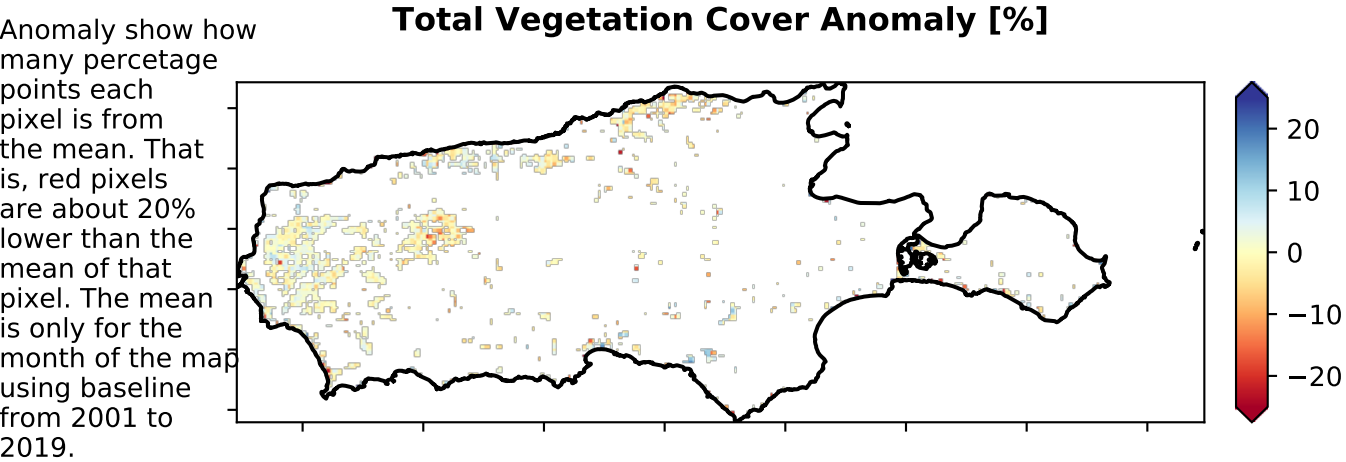 Total Vegetation Cover Anomaly [%]
Anomaly show how
many percetage
points each
pixel is from
the mean. That
is, red pixels
are about 20%
lower than the
mean of that
pixel. The mean
is only for the
month of the map
using baseline
from 2001 to
2019.
20
10
0
−10
−20